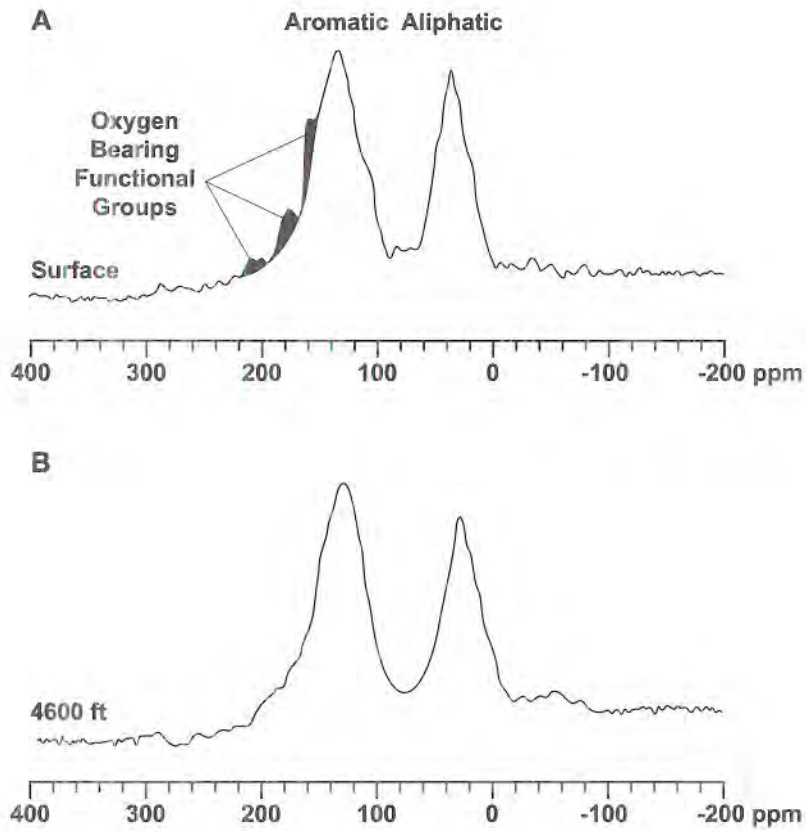 A
Aromatic Aliphatic
Oxygen
Bearing
Functional
Groups
Surface
400 300 200 100 0 -100 -200 ppm
B
4600 ft
400 300 200 100 0 -100 -200 ppm